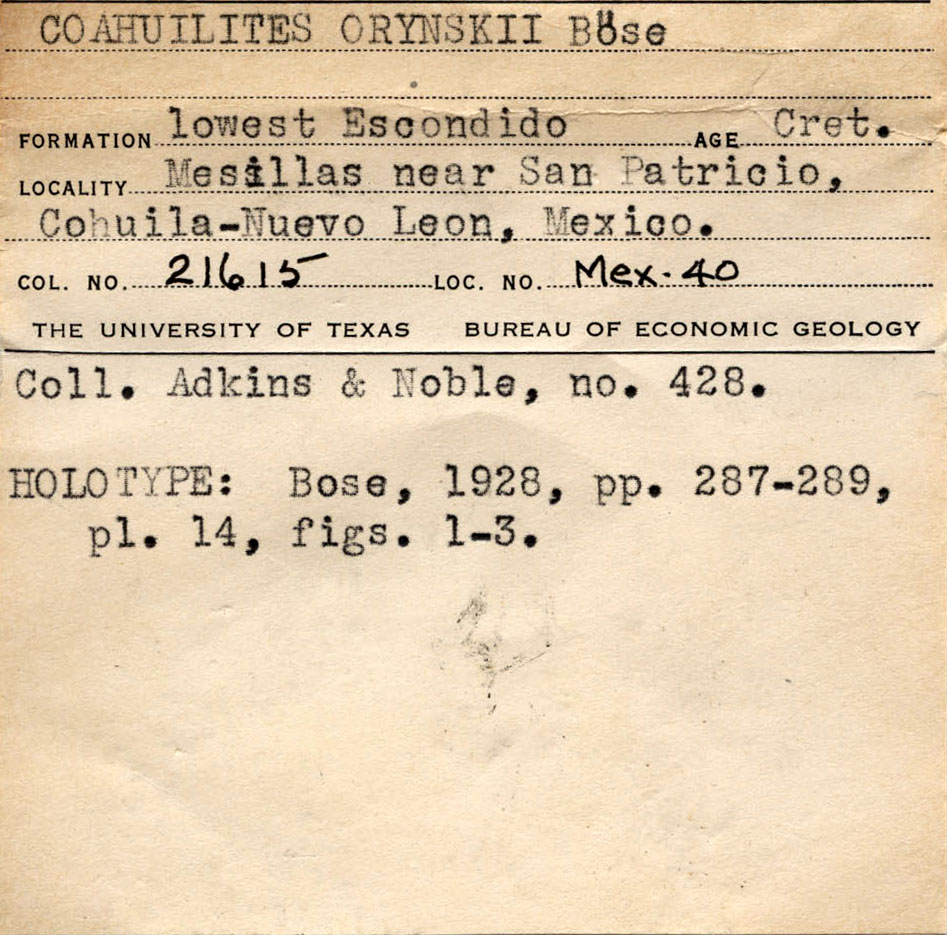 COAHUILITES ORYNSKII Böse
FORMATION lowest Escondido AGE Cret.
LOCALITY Mesillas near San Patricio,
Cohuila-Nuevo Leon, Mexico.
COL. NO. 21615 LOC. NO. Mex-40
THE UNIVERSITY OF TEXAS BUREAU OF ECONOMIC GEOLOGY
Coll. Adkins & Noble, no. 428.
HOLOTYPE: Bose, 1928, pp. 287-289,
pl. 14, figs. 1-3.